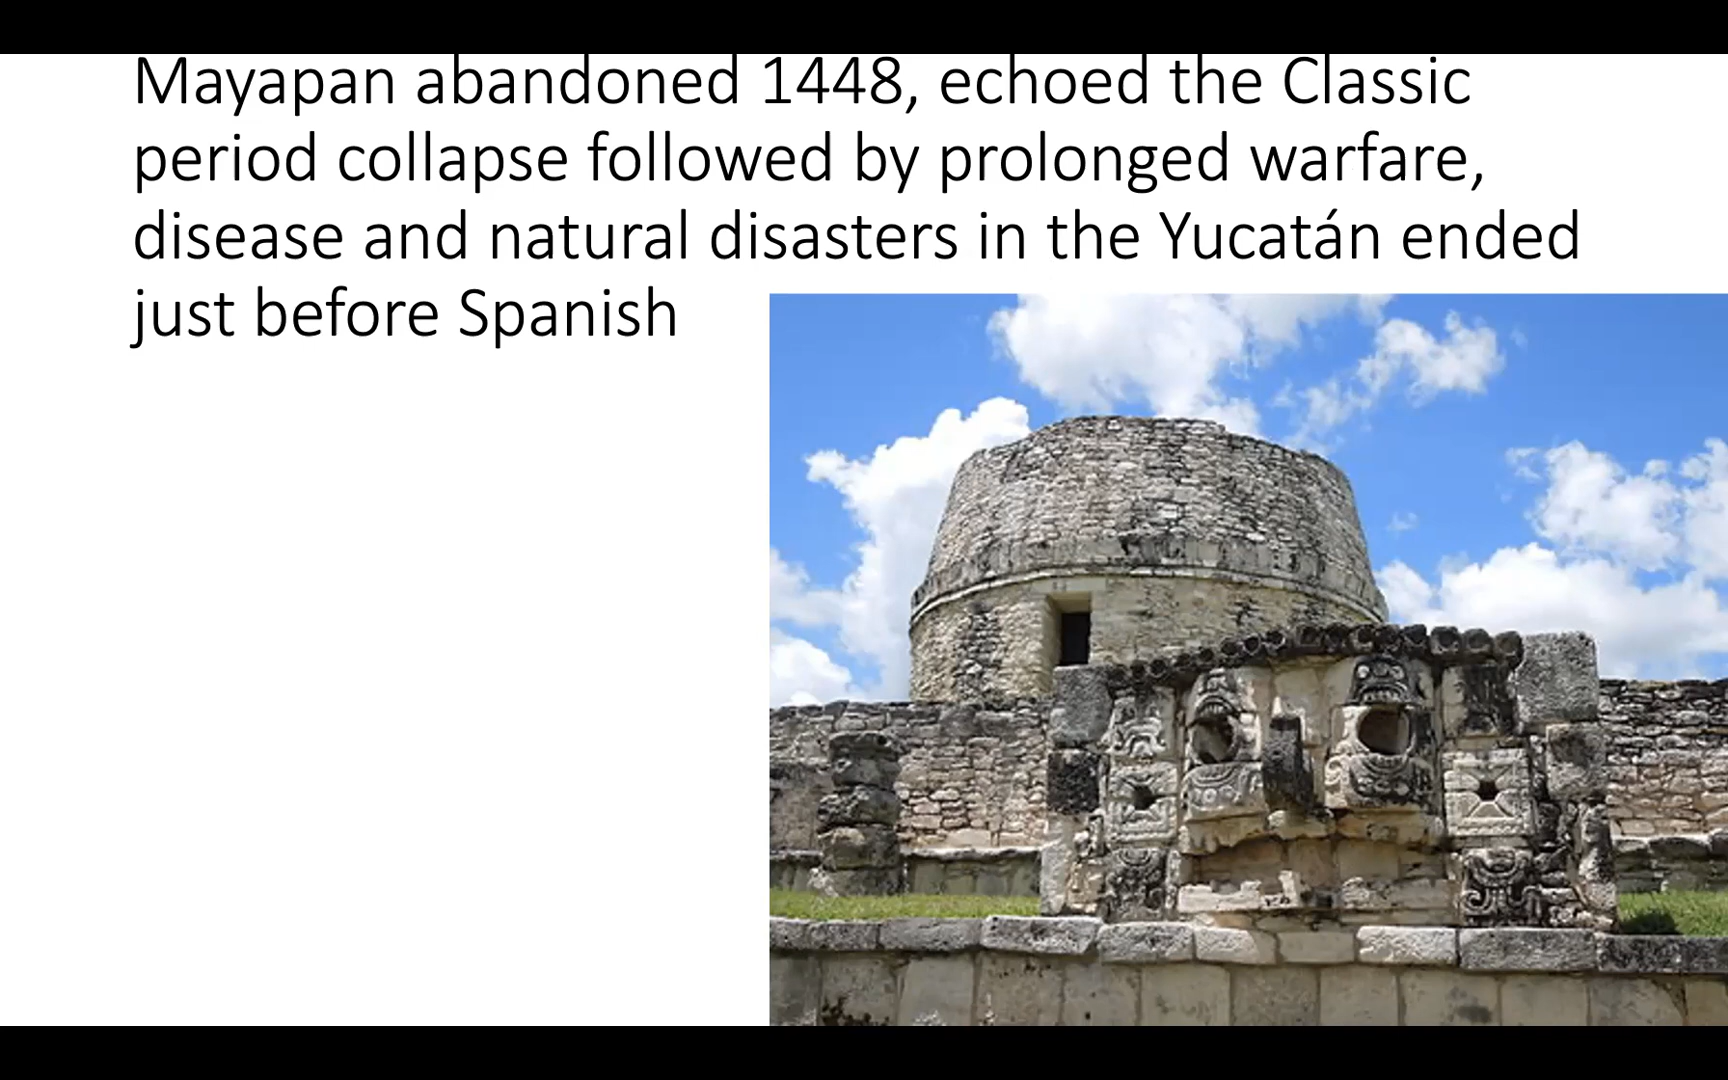 Mayapan abandoned 1448, echoed the Classic
period collapse followed by prolonged warfare,
disease and natural disasters in the Yucatán ended
just before Spanish